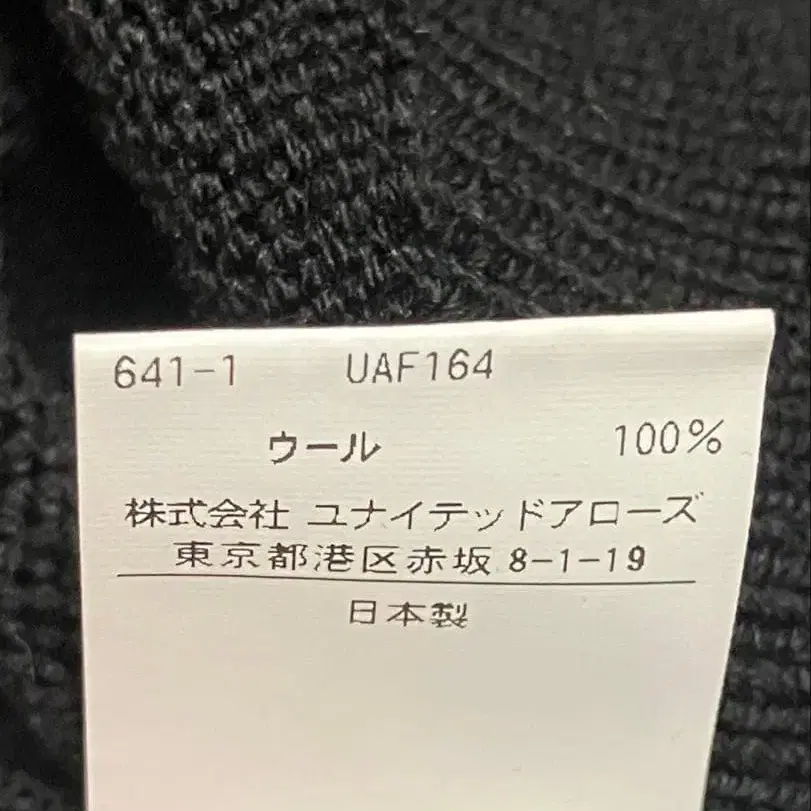 641-1 UAF164
ウール 100%
株式会社 ユナイテッドアローズ
東京都港区赤坂 8-1-19
日本製